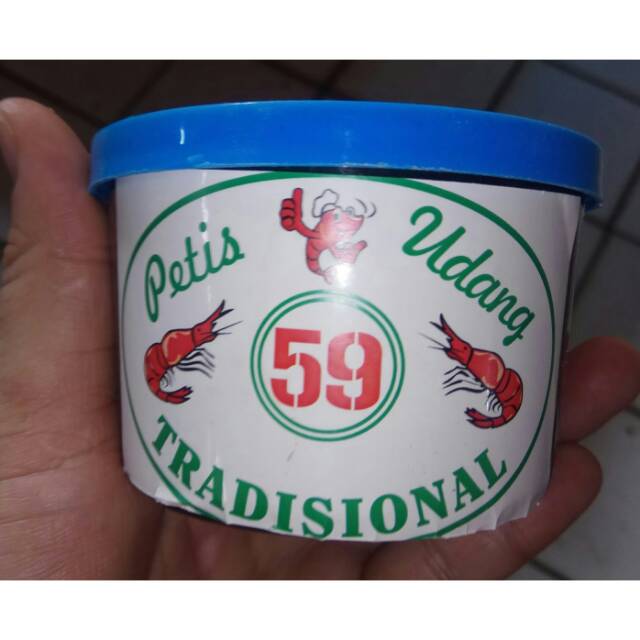 Petis Udang
59
TRADISIONAL